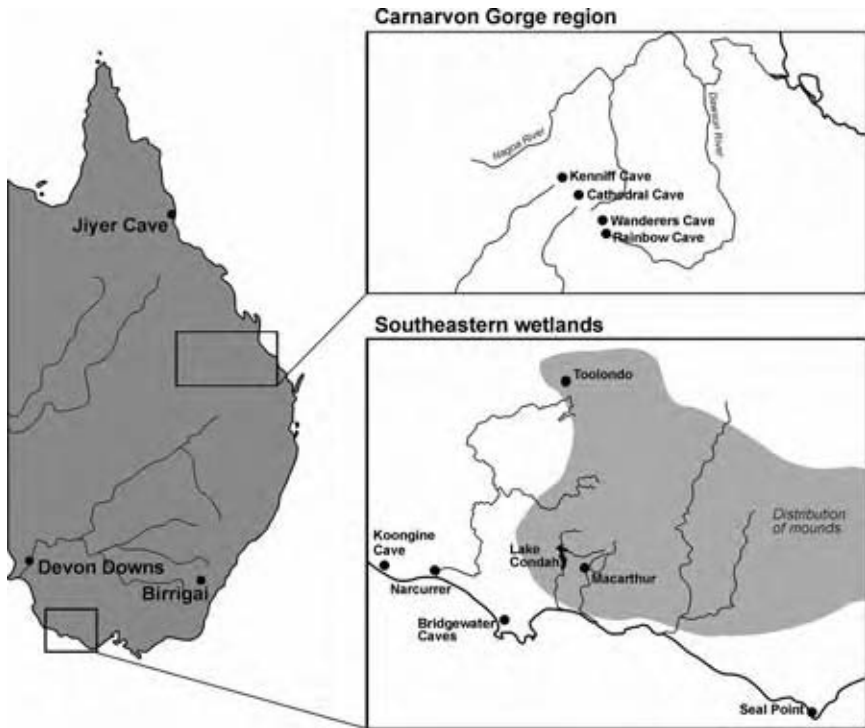 Carnarvon Gorge region
Nagoa River
Dawson River
Kenniff Cave
Cathedral Cave
Wanderers Cave
Rainbow Cave
Jiyer Cave
Devon Downs
Birrigai
Southeastern wetlands
Toolondo
Distribution
of mounds
Koongine
Cave
Narcurrer
Lake
Condah
Macarthur
Bridgewater
Caves
Seal Point